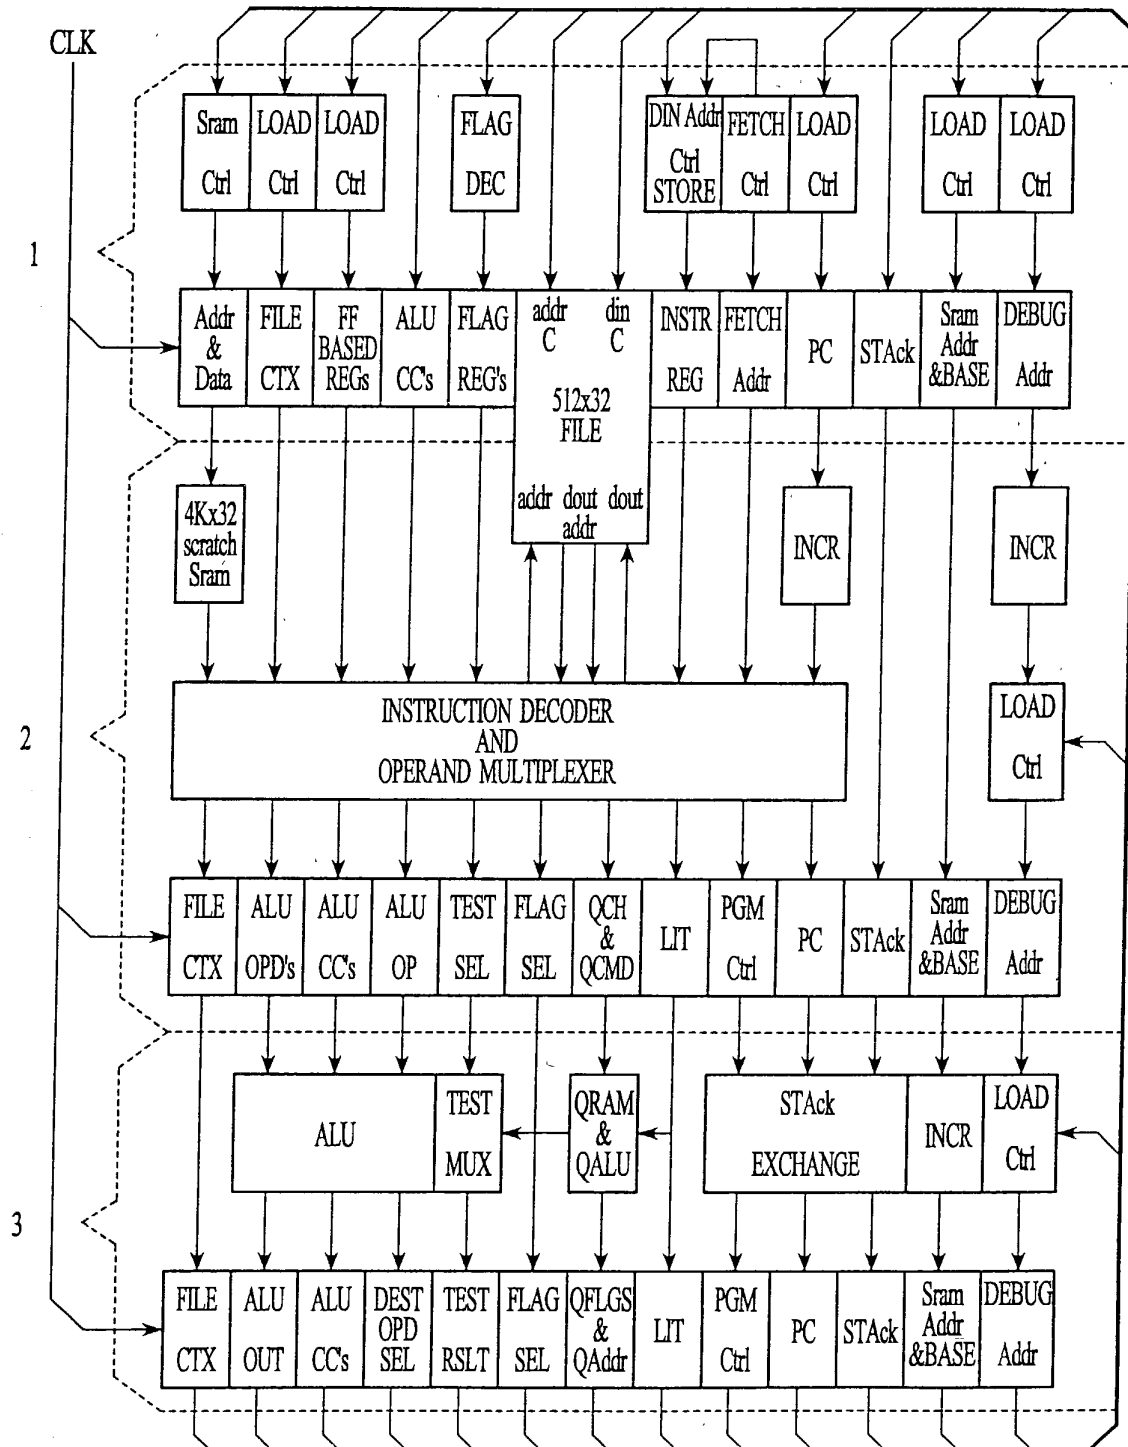 CLK
Sram
Ctrl
LOAD
Ctrl
LOAD
Ctrl
FLAG
DEC
DIN Addr
Ctrl
STORE
FETCH
Ctrl
LOAD
Ctrl
LOAD
Ctrl
LOAD
Ctrl
1
Addr
&
Data
FILE
CTX
FF
BASED
REGs
ALU
CC's
FLAG
REG's
addr
C
din
C
512x32
FILE
addr dout dout
addr
INSTR
REG
FETCH
Addr
PC
STAck
Sram
Addr
&BASE
DEBUG
Addr
2
4Kx32
scratch
Sram
INCR
INCR
INSTRUCTION DECODER
AND
OPERAND MULTIPLEXER
LOAD
Ctrl
FILE
CTX
ALU
OPD's
ALU
CC's
ALU
OP
TEST
SEL
FLAG
SEL
QCH
&
QCMD
LIT
PGM
Ctrl
PC
STAck
Sram
Addr
&BASE
DEBUG
Addr
3
ALU
TEST
MUX
QRAM
&
QALU
STAck
EXCHANGE
INCR
LOAD
Ctrl
FILE
CTX
ALU
OUT
ALU
CC's
DEST
OPD
SEL
TEST
RSLT
FLAG
SEL
QFLGS
&
QAddr
LIT
PGM
Ctrl
PC
STAck
Sram
Addr
&BASE
DEBUG
Addr